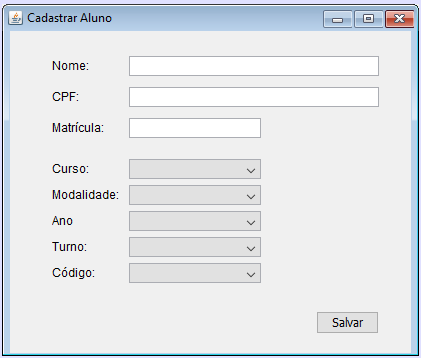 Cadastrar Aluno
Nome:
CPF:
Matrícula:
Curso:
Modalidade:
Ano
Turno:
Código:
Salvar